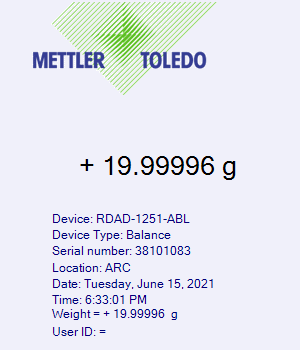 METTLER TOLEDO
+ 19.99996 g
Device: RDAD-1251-ABL
Device Type: Balance
Serial number: 38101083
Location: ARC
Date: Tuesday, June 15, 2021
Time: 6:33:01 PM
Weight = + 19.99996 g
User ID: =